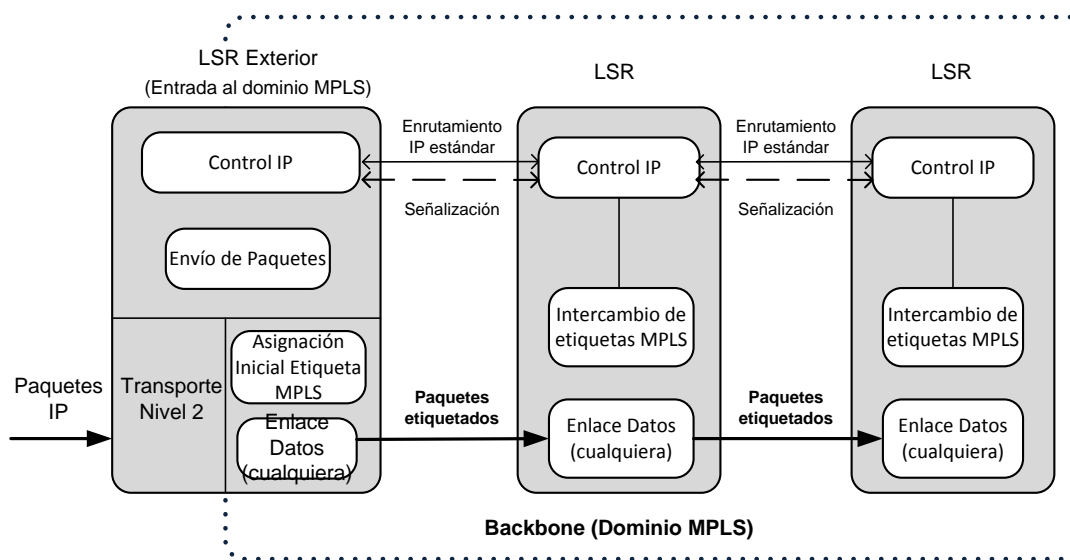 LSR Exterior
(Entrada al dominio MPLS)
LSR
LSR
Control IP
Enrutamiento
IP estándar
Control IP
Enrutamiento
IP estándar
Control IP
Señalización
Señalización
Envío de Paquetes
Intercambio de
etiquetas MPLS
Intercambio de
etiquetas MPLS
Asignación
Inicial Etiqueta
MPLS
Paquetes
IP
Transporte
Nivel 2
Enlace
Datos
(cualquiera)
Paquetes
etiquetados
Enlace Datos
(cualquiera)
Paquetes
etiquetados
Enlace Datos
(cualquiera)
Backbone (Dominio MPLS)